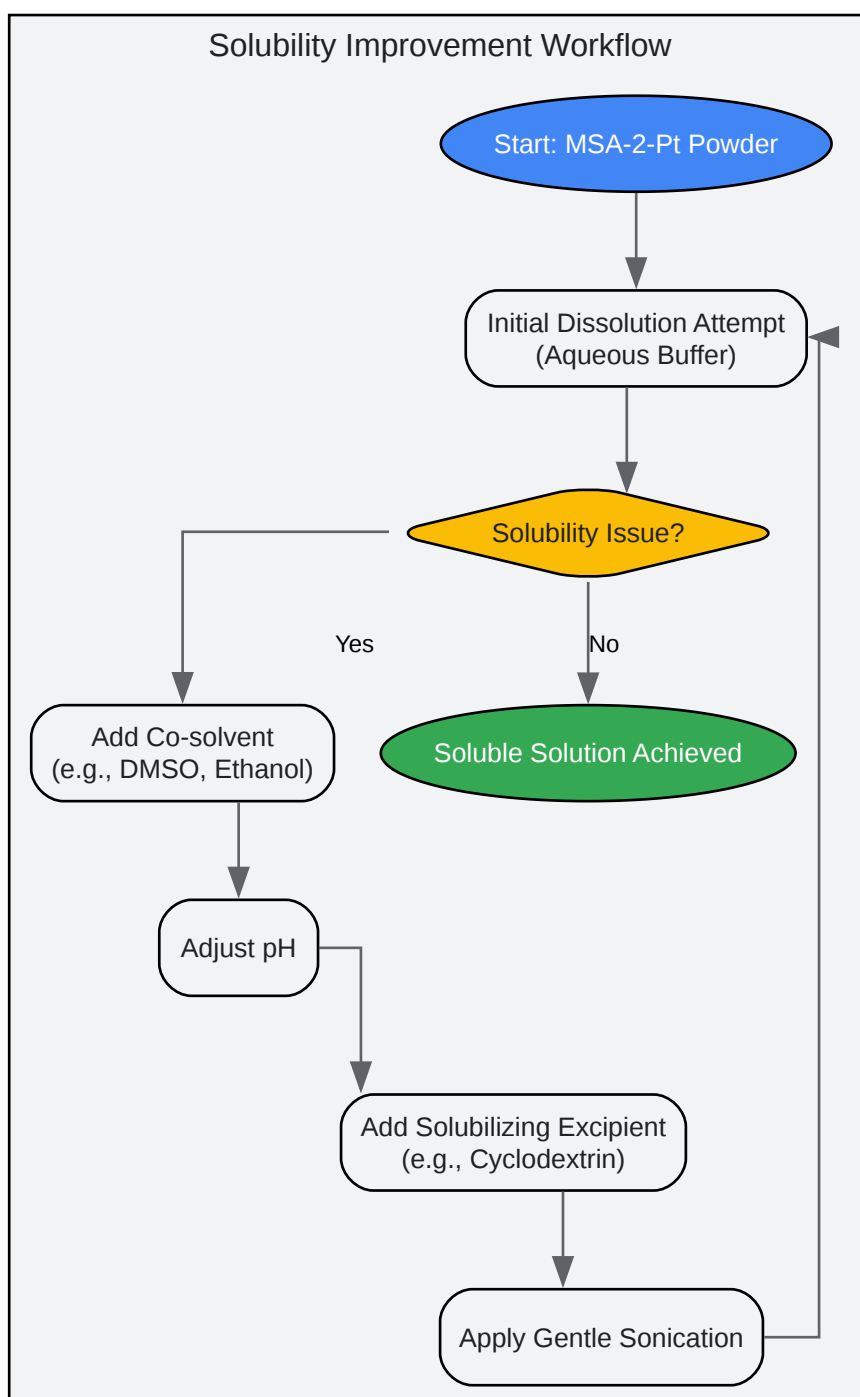 Solubility Improvement Workflow
Start: MSA-2-Pt Powder
Initial Dissolution Attempt
(Aqueous Buffer)
Solubility Issue?
Yes
No
Add Co-solvent
(e.g., DMSO, Ethanol)
Soluble Solution Achieved
Adjust pH
Add Solubilizing Excipient
(e.g., Cyclodextrin)
Apply Gentle Sonication